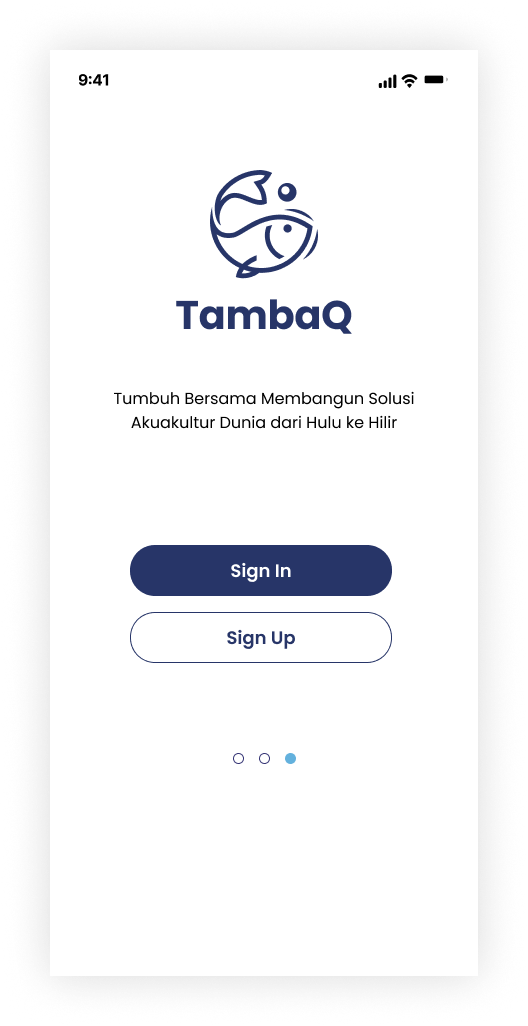 9:41
TambaQ
Tumbuh Bersama Membangun Solusi
Akuakultur Dunia dari Hulu ke Hilir
Sign In
Sign Up